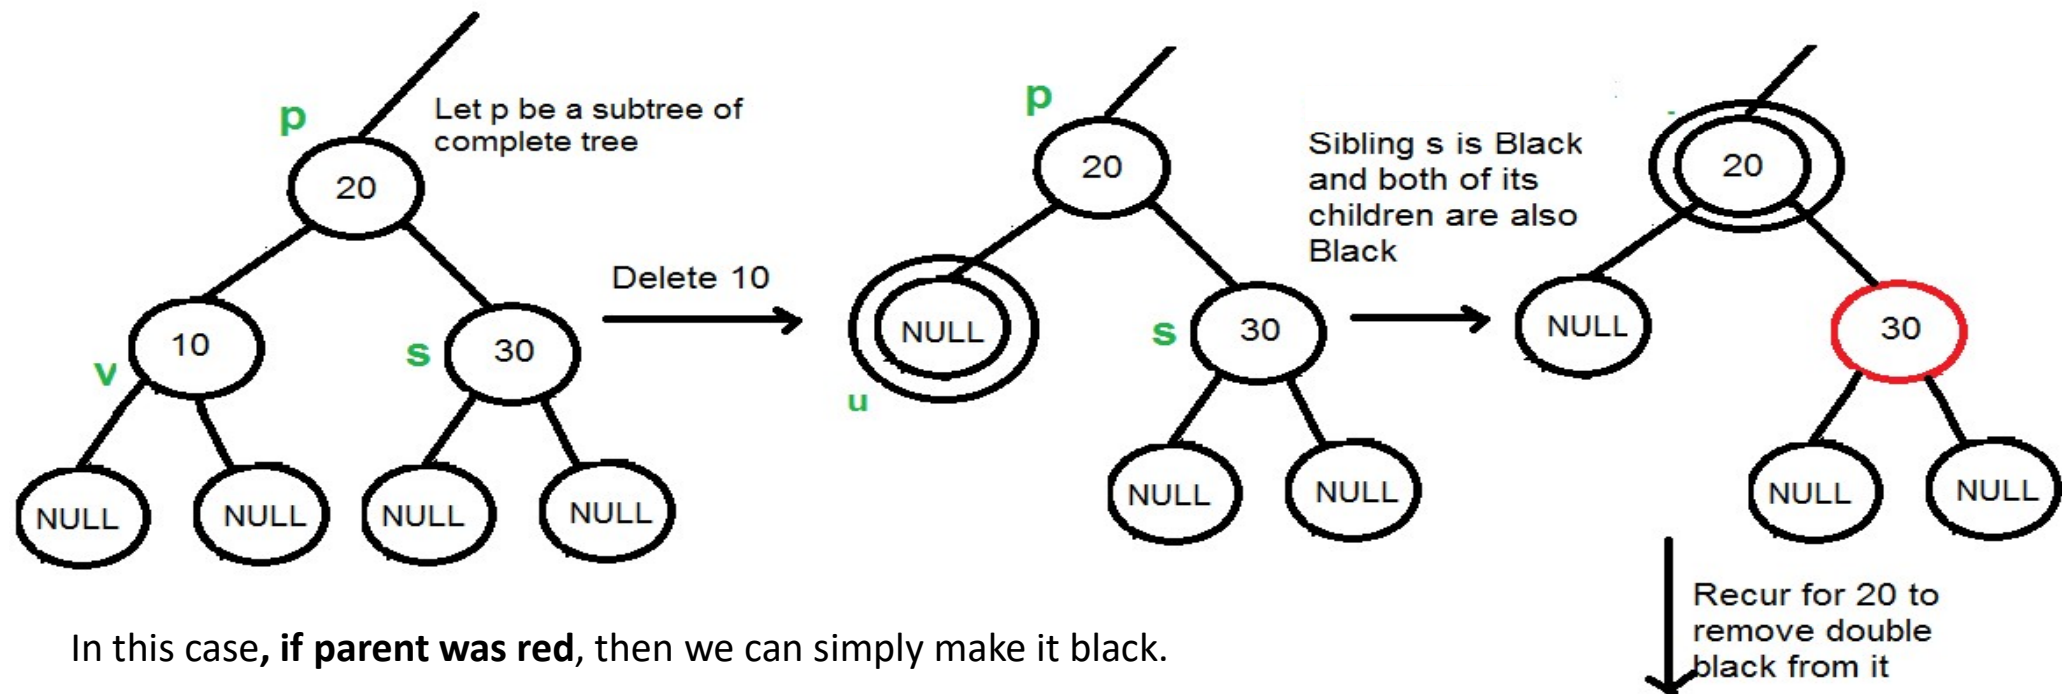 p
Let p be a subtree of
complete tree
20
10
v
s
30
NULL
NULL
NULL
NULL
Delete 10
p
20
NULL
u
s
30
NULL
NULL
Sibling s is Black
and both of its
children are also
Black
20
NULL
30
NULL
NULL
Recur for 20 to
remove double
black from it
In this case, if parent was red, then we can simply make it black.